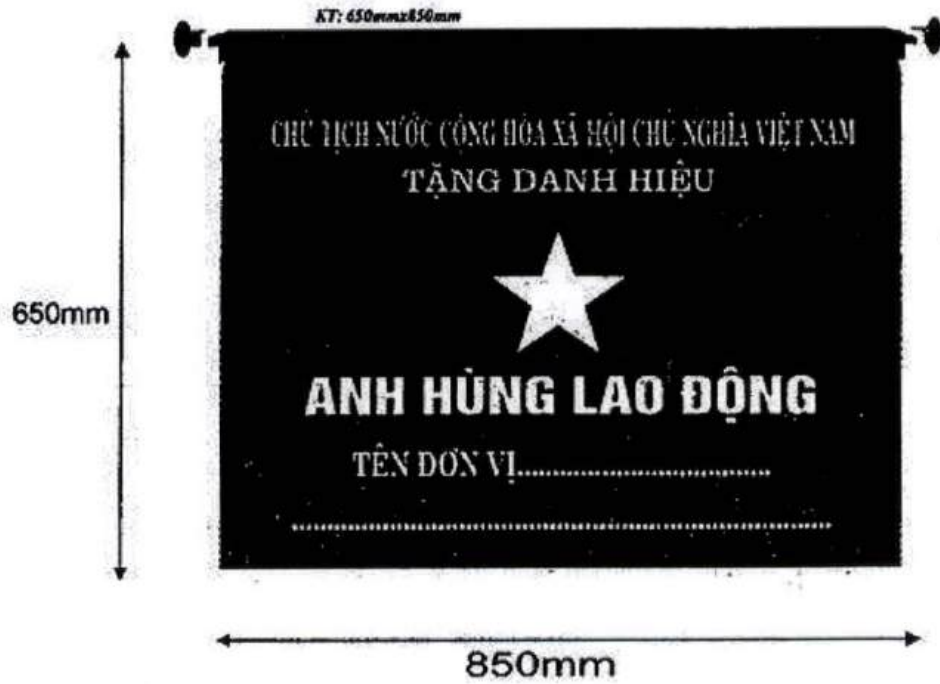 KT: 650mmx850mm
CHỦ TỊCH NƯỚC CỘNG HÒA XÃ HỘI CHỦ NGHĨA VIỆT NAM
TẶNG DANH HIỆU
650mm
ANH HÙNG LAO ĐỘNG
TÊN ĐƠN VỊ..................................
..........................................................................
850mm